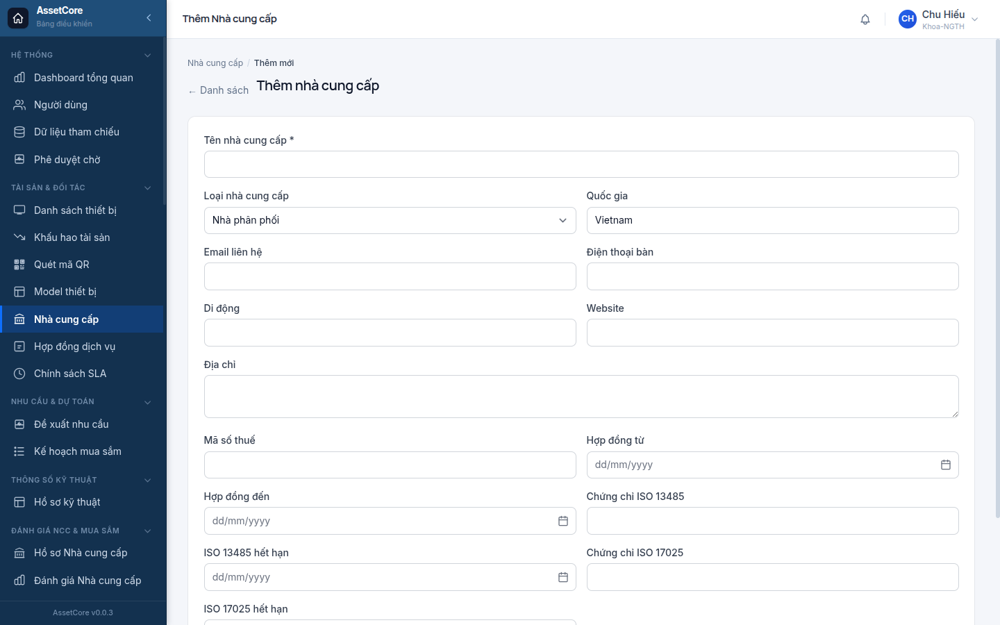 AssetCore
Bảng điều khiển
HỆ THỐNG
Dashboard tổng quan
Người dùng
Dữ liệu tham chiếu
Phê duyệt chờ
TÀI SẢN & ĐỐI TÁC
Danh sách thiết bị
Khấu hao tài sản
Quét mã QR
Model thiết bị
Nhà cung cấp
Hợp đồng dịch vụ
Chính sách SLA
NHU CẦU & DỰ TOÁN
Đề xuất nhu cầu
Kế hoạch mua sắm
THÔNG SỐ KỸ THUẬT
Hồ sơ kỹ thuật
ĐÁNH GIÁ NCC & MUA SẮM
Hồ sơ Nhà cung cấp
Đánh giá Nhà cung cấp
AssetCore v0.0.3
Thêm Nhà cung cấp
CH
Chu Hiếu
Khoa-NGTH
Nhà cung cấp / Thêm mới
← Danh sách Thêm nhà cung cấp
Tên nhà cung cấp *
Loại nhà cung cấp Quốc gia
Nhà phân phối Vietnam
Email liên hệ Điện thoại bàn
Di động Website
Địa chỉ
Mã số thuế Hợp đồng từ
dd/mm/yyyy
Hợp đồng đến Chứng chỉ ISO 13485
dd/mm/yyyy
ISO 13485 hết hạn Chứng chỉ ISO 17025
dd/mm/yyyy
ISO 17025 hết hạn